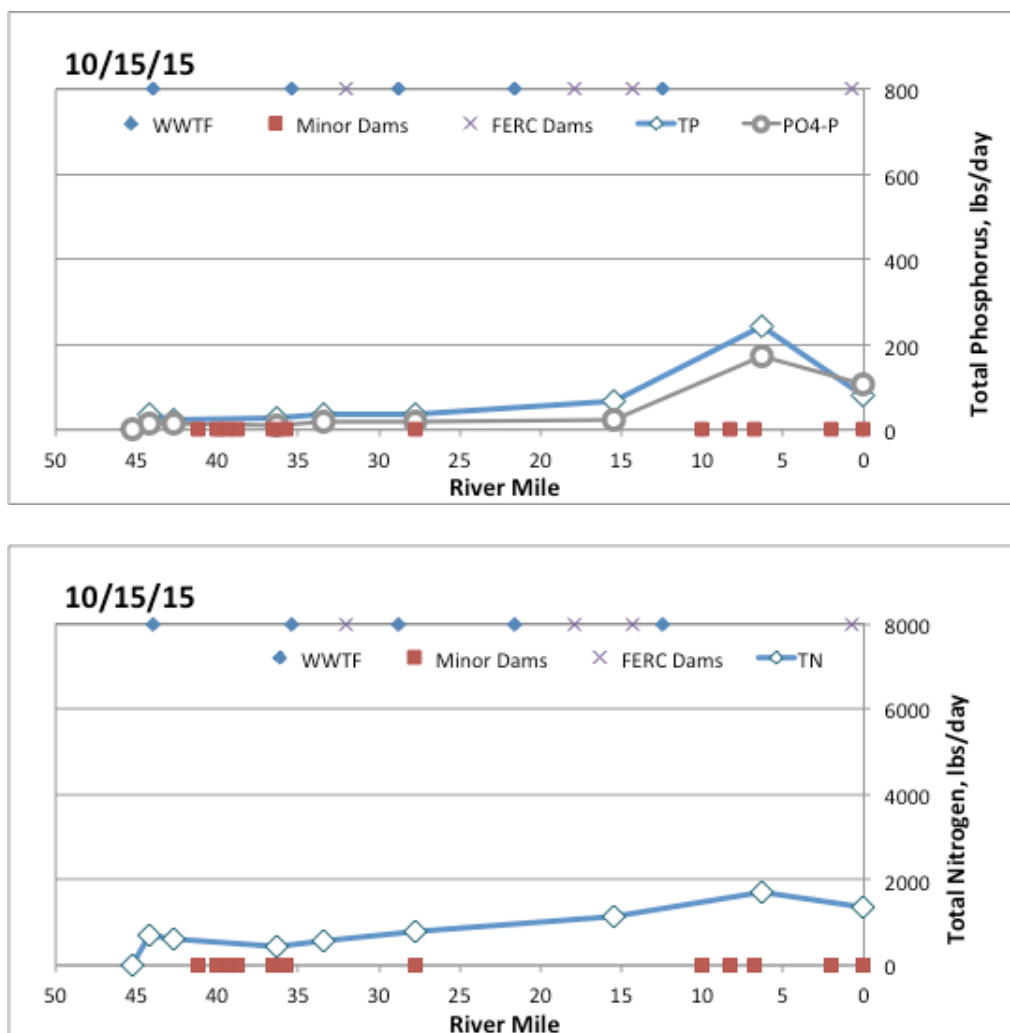 10/15/15
WWTF Minor Dams FERC Dams TP PO4-P
800
600
400
200
0
Total Phosphorus, lbs/day
50 45 40 35 30 25 20 15 10 5 0
River Mile
10/15/15
WWTF Minor Dams FERC Dams TN
8000
6000
4000
2000
0
Total Nitrogen, lbs/day
50 45 40 35 30 25 20 15 10 5 0
River Mile